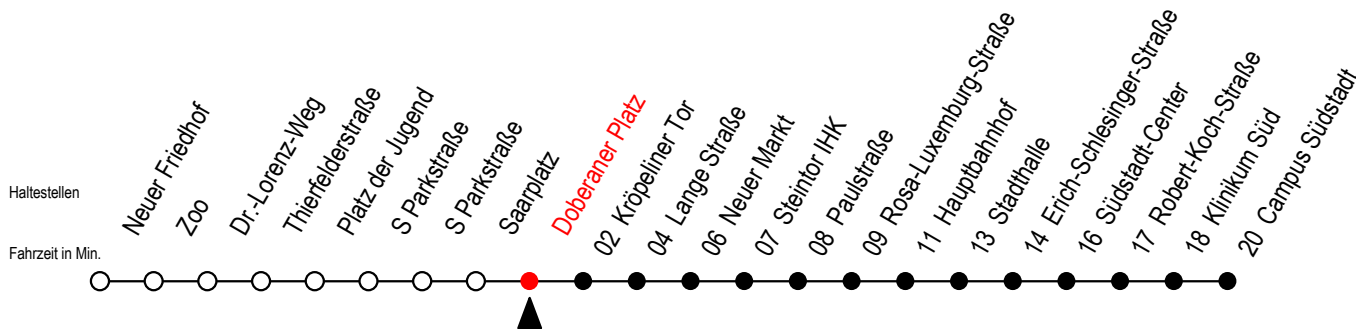 Haltestellen
Fahrzeit in Min.
Neuer Friedhof
Zoo
Dr.-Lorenz-Weg
Thierfelderstraße
Platz der Jugend
S Parkstraße
S Parkstraße
Saarplatz
Doberaner Platz
02 Kröpeliner Tor
04 Lange Straße
06 Neuer Markt
07 Steintor IHK
08 Paulstraße
09 Rosa-Luxemburg-Straße
11 Hauptbahnhof
13 Stadthalle
14 Erich-Schlesinger-Straße
16 Südstadt-Center
17 Robert-Koch-Straße
18 Klinikum Süd
20 Campus Südstadt